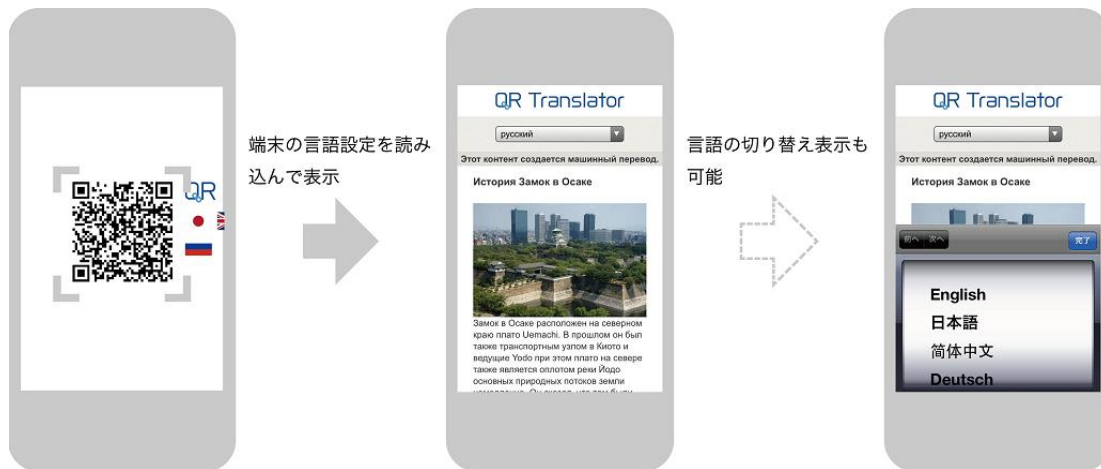 QR
端末の言語設定を読み
込んで表示
QR Translator
русский
Этот контент создается машинный перевод.
История Замок в Осаке
Замок в Осаке расположен на северном
краю плато Uemachi. В прошлом он был
также транспортным узлом в Киото и
ведущие Yodo при этом плато на севере
также является оплотом реки Йодо
основных природных потоков земли
言語の切り替え表示も
可能
QR Translator
русский
Этот контент создается машинный перевод.
История Замок в Осаке
前へ 次へ 完了
English
日本語
简体中文
Deutsch